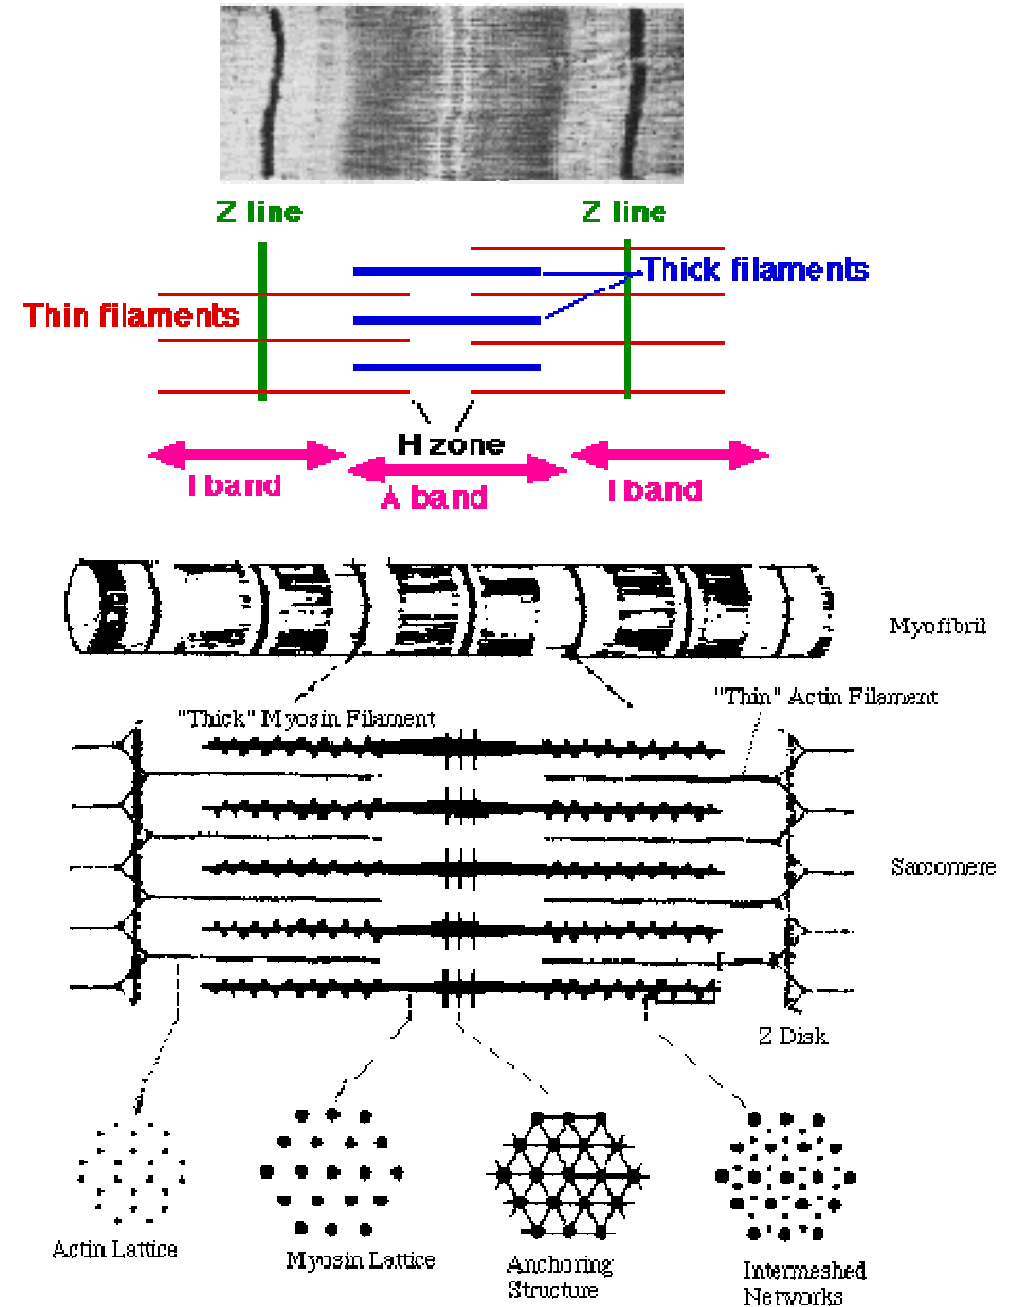 Z line
Z line
Thick filaments
Thin filaments
H zone
I band
A band
I band
Myofibril
"Thin" Actin Filament
"Thick" Myosin Filament
Sarcomere
Z Disk
Actin Lattice
Myosin Lattice
Anchoring
Structure
Intermeshed
Networks